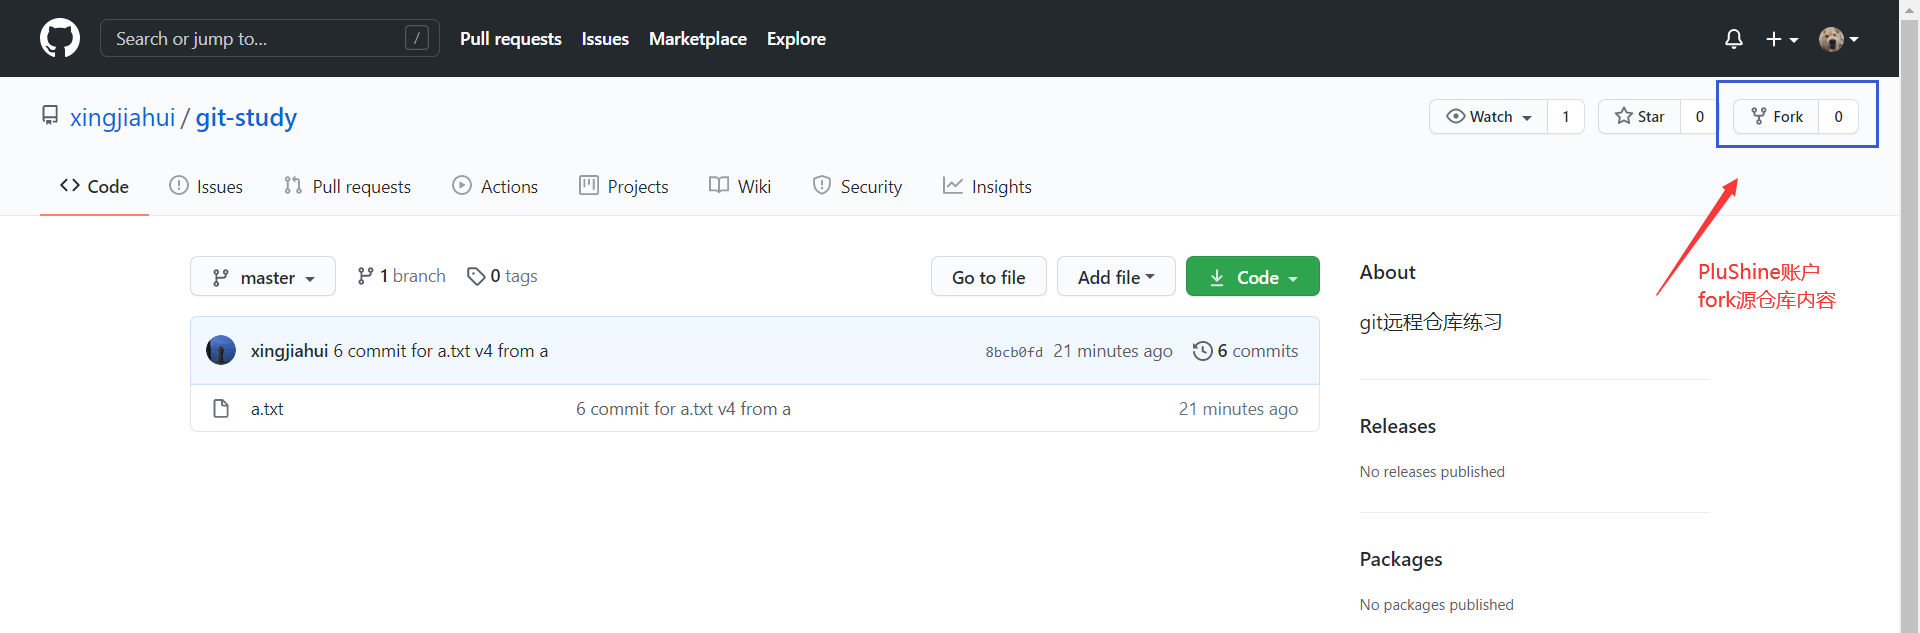 Search or jump to... / Pull requests Issues Marketplace Explore
xingjiahui / git-study Watch 1 Star 0 Fork 0
Code Issues Pull requests Actions Projects Wiki Security Insights
master 1 branch 0 tags Go to file Add file Code
xingjiahui 6 commit for a.txt v4 from a 8bcb0fd 21 minutes ago 6 commits
a.txt 6 commit for a.txt v4 from a 21 minutes ago
About
git远程仓库练习
Releases
No releases published
Packages
No packages published
PluShine账户
fork源仓库内容